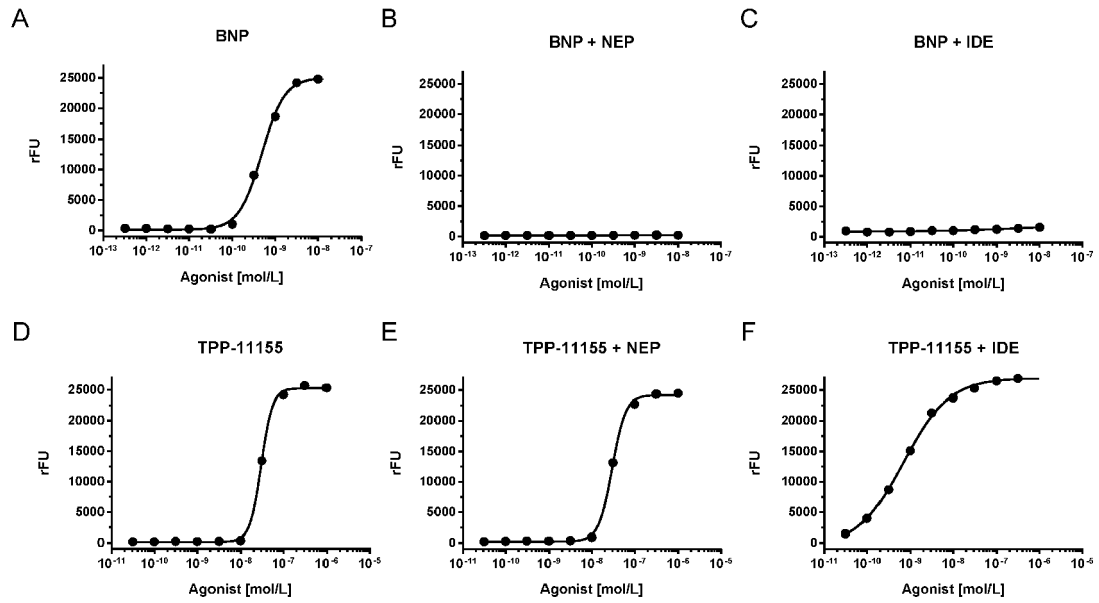 A
BNP
25000
20000
15000
10000
5000
0
rFU
10⁻¹³ 10⁻¹² 10⁻¹¹ 10⁻¹⁰ 10⁻⁹ 10⁻⁸ 10⁻⁷
Agonist [mol/L]
B
BNP + NEP
25000
20000
15000
10000
5000
0
rFU
10⁻¹³ 10⁻¹² 10⁻¹¹ 10⁻¹⁰ 10⁻⁹ 10⁻⁸ 10⁻⁷
Agonist [mol/L]
C
BNP + IDE
25000
20000
15000
10000
5000
0
rFU
10⁻¹³ 10⁻¹² 10⁻¹¹ 10⁻¹⁰ 10⁻⁹ 10⁻⁸ 10⁻⁷
Agonist [mol/L]
D
TPP-11155
25000
20000
15000
10000
5000
0
rFU
10⁻¹¹ 10⁻¹⁰ 10⁻⁹ 10⁻⁸ 10⁻⁷ 10⁻⁶ 10⁻⁵
Agonist [mol/L]
E
TPP-11155 + NEP
25000
20000
15000
10000
5000
0
rFU
10⁻¹¹ 10⁻¹⁰ 10⁻⁹ 10⁻⁸ 10⁻⁷ 10⁻⁶ 10⁻⁵
Agonist [mol/L]
F
TPP-11155 + IDE
25000
20000
15000
10000
5000
0
rFU
10⁻¹¹ 10⁻¹⁰ 10⁻⁹ 10⁻⁸ 10⁻⁷ 10⁻⁶ 10⁻⁵
Agonist [mol/L]